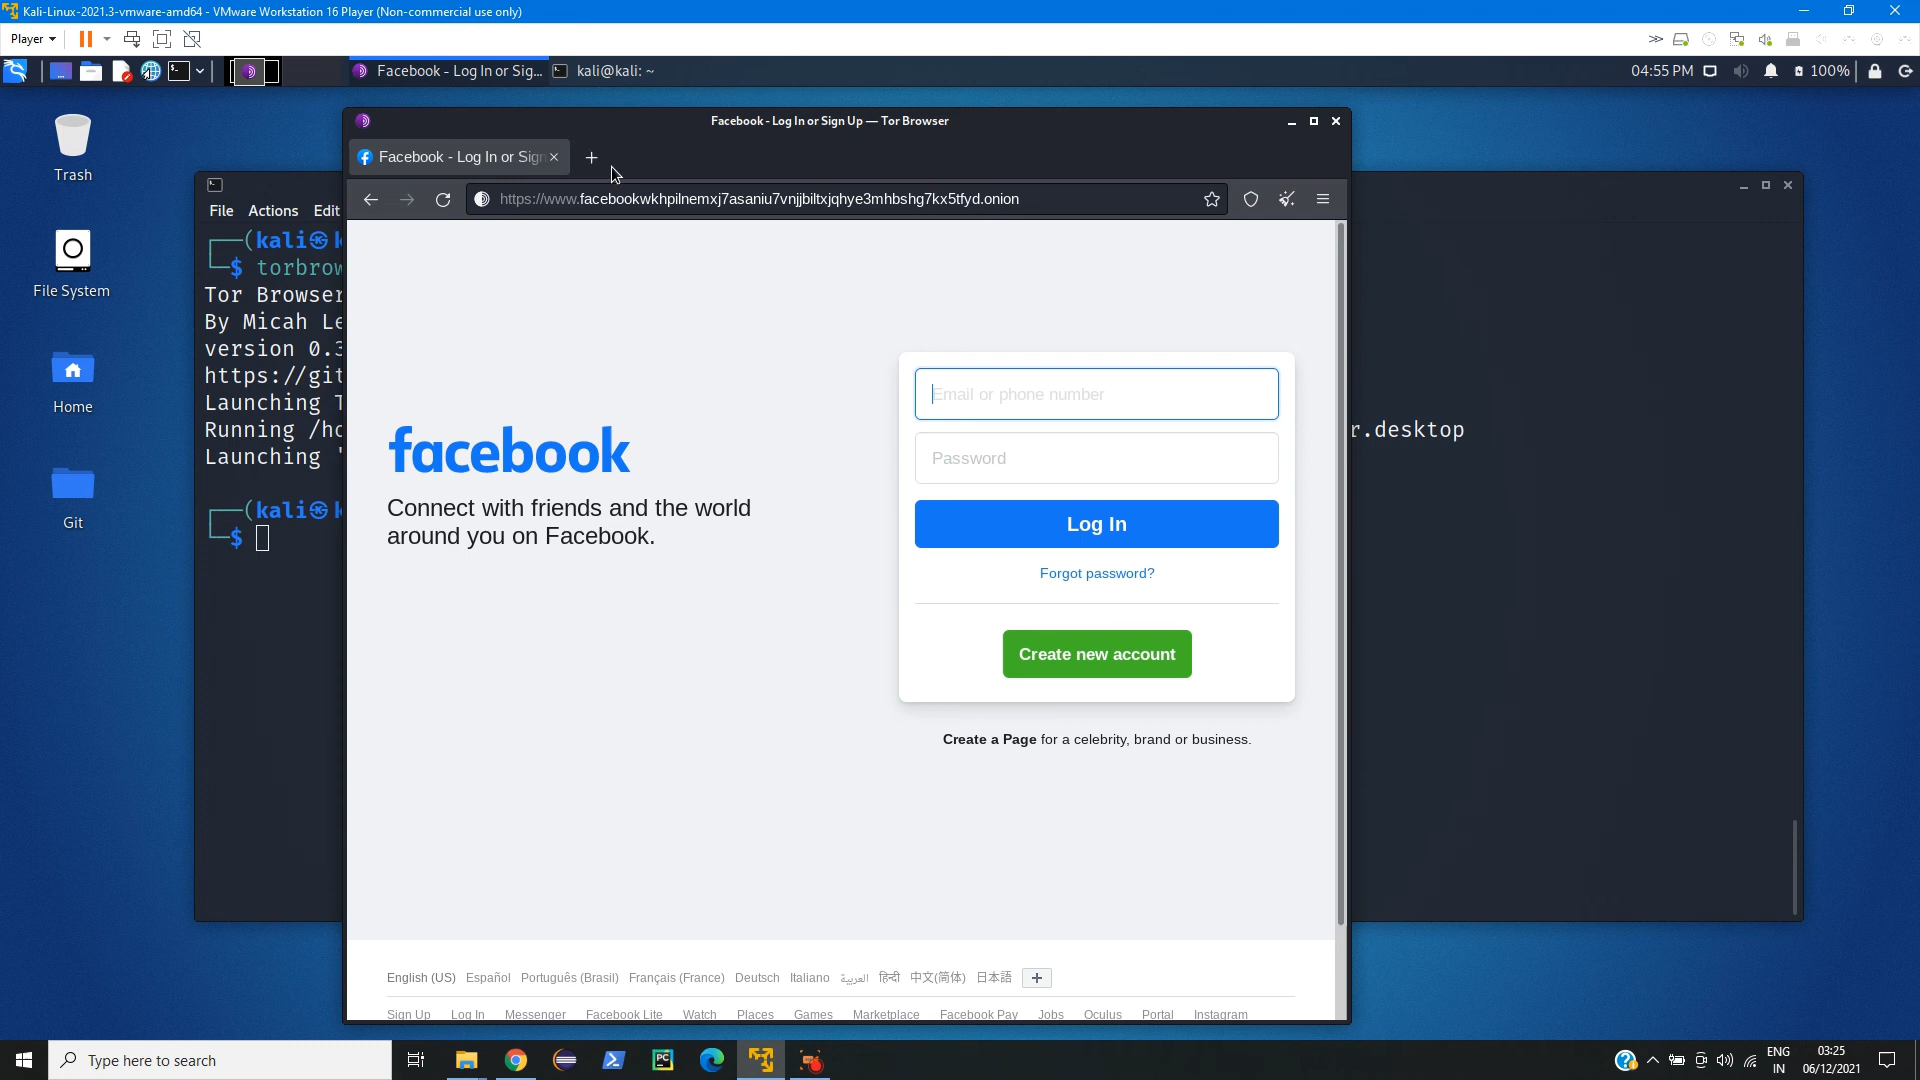 Kali-Linux-2021.3-vmware-amd64 - VMware Workstation 16 Player (Non-commercial use only)
Player
Facebook - Log In or Sig...
kali@kali: ~
04:55 PM
100%
Trash
File System
Home
Git
Facebook - Log In or Sign Up — Tor Browser
Facebook - Log In or Sign
https://www.facebookwkhpilnemxj7asaniu7vnjjbiltxjqhye3mhbshg7kx5tfyd.onion
File Actions Edit
(kali㉿k
$ torbrow
Tor Browser
By Micah Le
version 0.3
https://git
Launching T
Running /ho
r.desktop
Launching '
(kali㉿k
$
facebook
Connect with friends and the world
around you on Facebook.
Email or phone number
Password
Log In
Forgot password?
Create new account
Create a Page for a celebrity, brand or business.
English (US) Español Português (Brasil) Français (France) Deutsch Italiano العربية हिन्दी 中文(简体) 日本語 +
Sign Up Log In Messenger Facebook Lite Watch Places Games Marketplace Facebook Pay Jobs Oculus Portal Instagram
Type here to search
PC
ENG
IN
03:25
06/12/2021